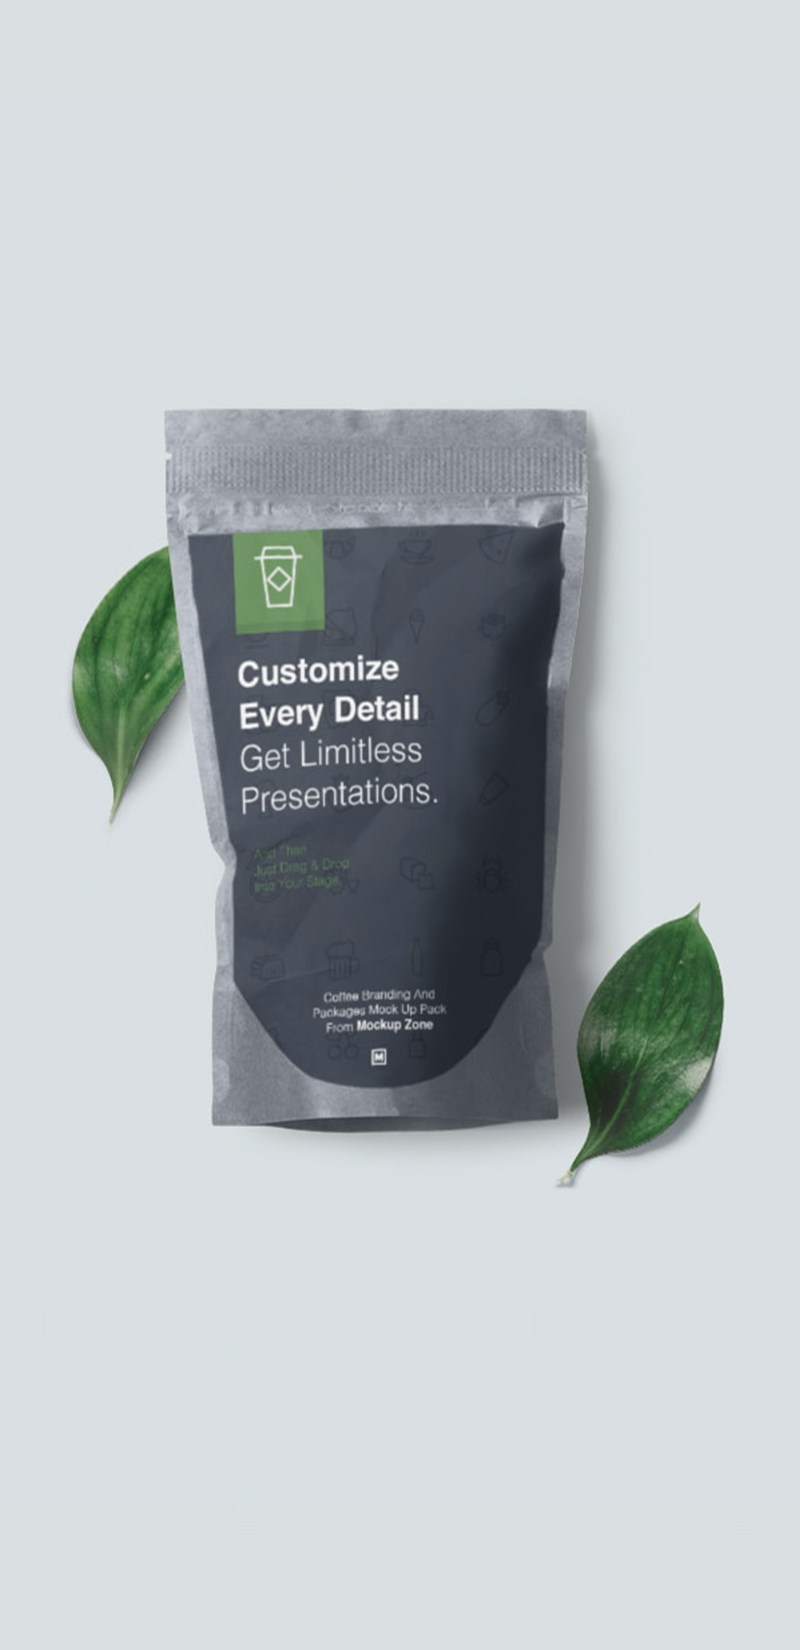 Customize
Every Detail
Get Limitless
Presentations.
And Then
Just Drag & Drop
Into Your Stage.
Coffee Branding And
Packages Mock Up Pack
From Mockup Zone
M